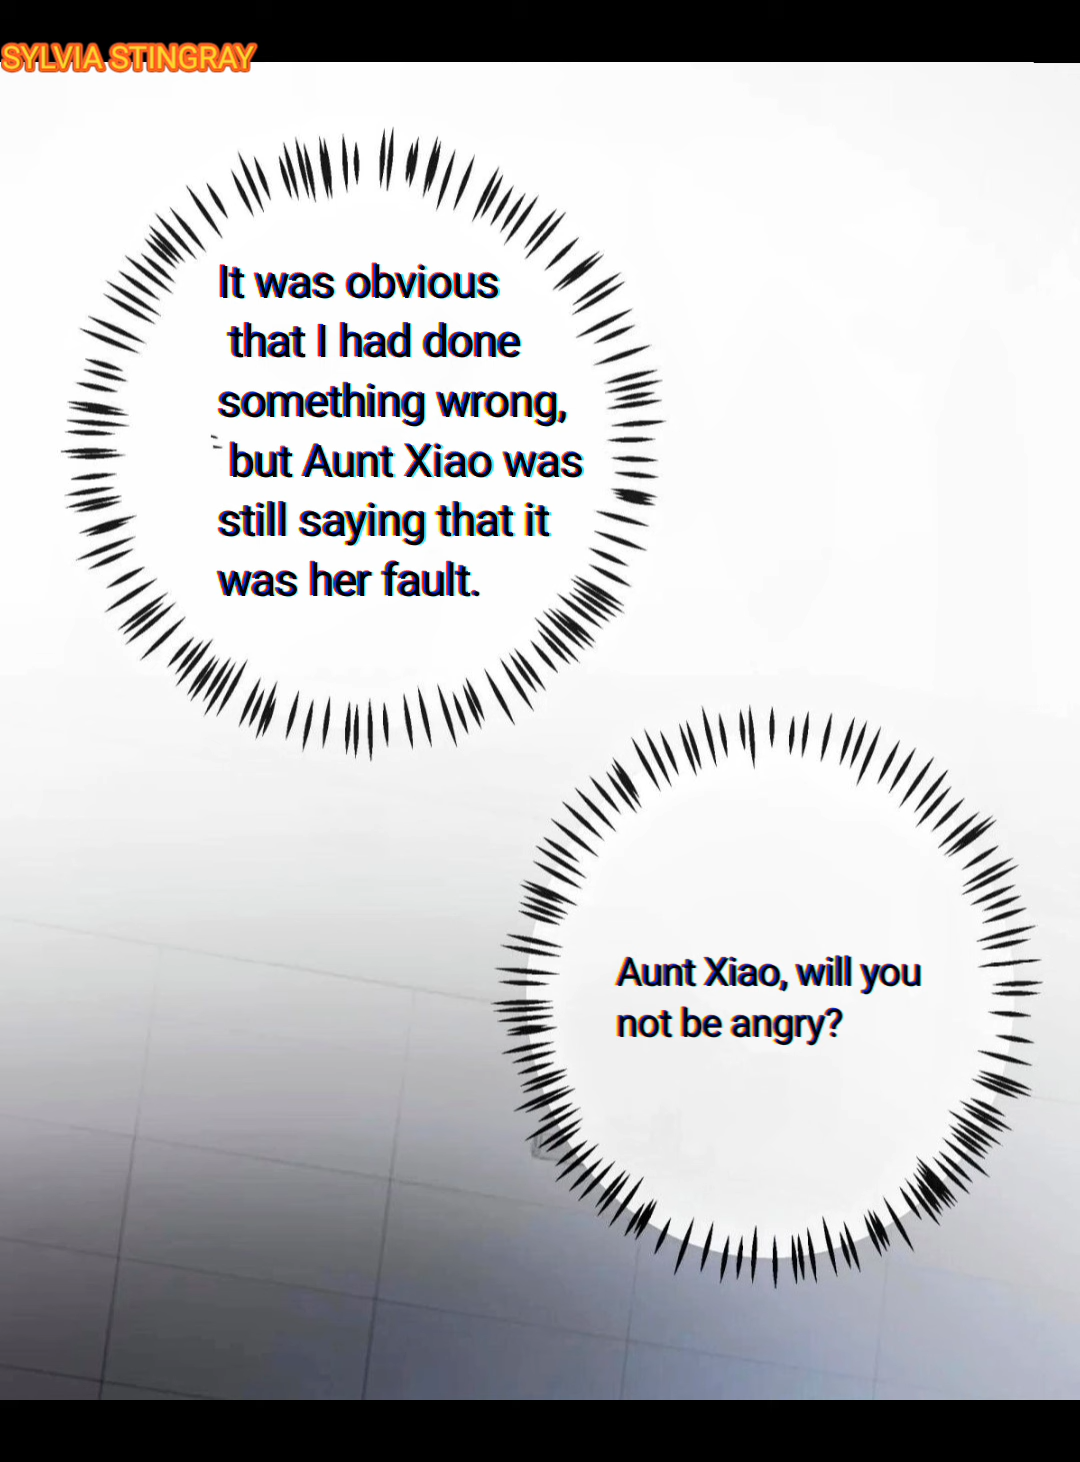 SYLVIA STINGRAY
It was obvious
that I had done
something wrong,
but Aunt Xiao was
still saying that it
was her fault.
Aunt Xiao, will you
not be angry?